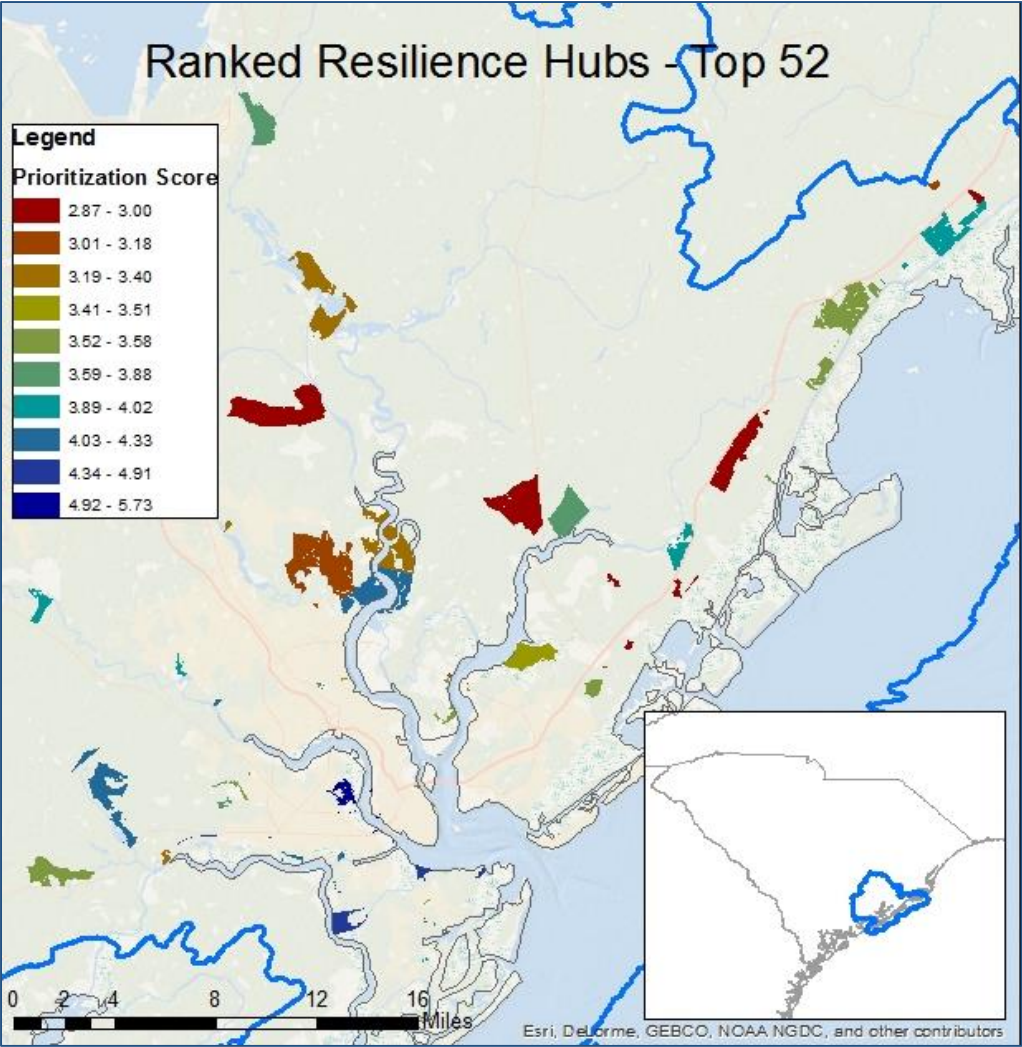 Ranked Resilience Hubs - Top 52
Legend
Prioritization Score
2.87 - 3.00
3.01 - 3.18
3.19 - 3.40
3.41 - 3.51
3.52 - 3.58
3.59 - 3.88
3.89 - 4.02
4.03 - 4.33
4.34 - 4.91
4.92 - 5.73
0 2 4 8 12 16
Miles
Esri, DeLorme, GEBCO, NOAA NGDC, and other contributors